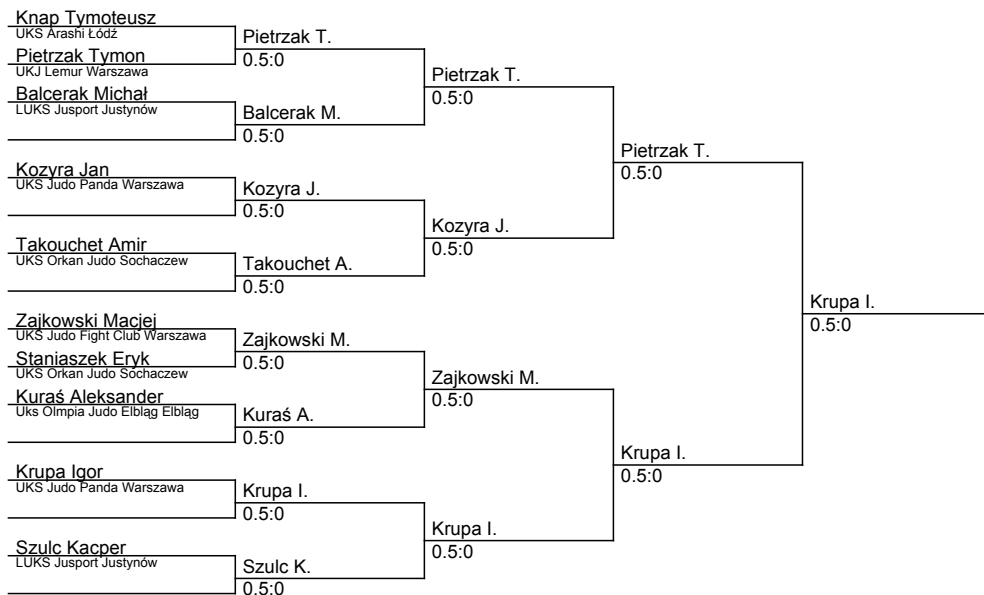 Knap Tymoteusz
UKS Arashi Łódź
Pietrzak Tymon
UKJ Lemur Warszawa
Balcerak Michał
LUKS Jusport Justynów
Kozyra Jan
UKS Judo Panda Warszawa
Takouchet Amir
UKS Orkan Judo Sochaczew
Zajkowski Maciej
UKS Judo Fight Club Warszawa
Staniaszek Eryk
UKS Orkan Judo Sochaczew
Kuraś Aleksander
Uks Olmpia Judo Elbląg Elbląg
Krupa Igor
UKS Judo Panda Warszawa
Szulc Kacper
LUKS Jusport Justynów
Pietrzak T.
0.5:0
Balcerak M.
0.5:0
Kozyra J.
0.5:0
Takouchet A.
0.5:0
Zajkowski M.
0.5:0
Kuraś A.
0.5:0
Krupa I.
0.5:0
Szulc K.
0.5:0
Pietrzak T.
0.5:0
Kozyra J.
0.5:0
Zajkowski M.
0.5:0
Krupa I.
0.5:0
Pietrzak T.
0.5:0
Krupa I.
0.5:0
Krupa I.
0.5:0